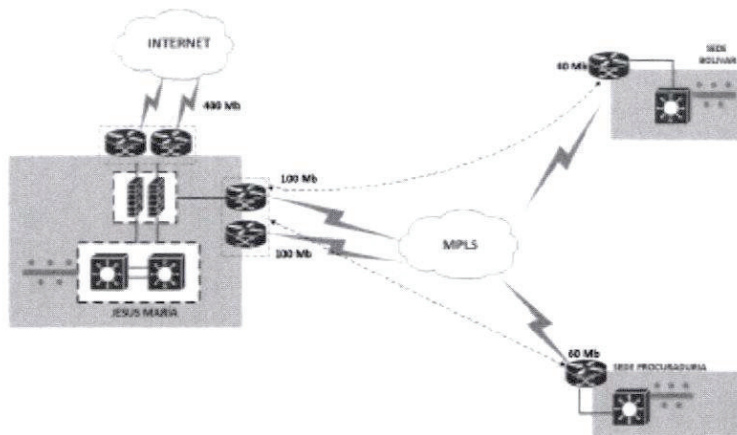 INTERNET
400 Mb
SEDE
BOLIVAR
60 Mb
100 Mb
100 Mb
MPLS
JESUS MARIA
60 Mb
SEDE PROCURADURIA